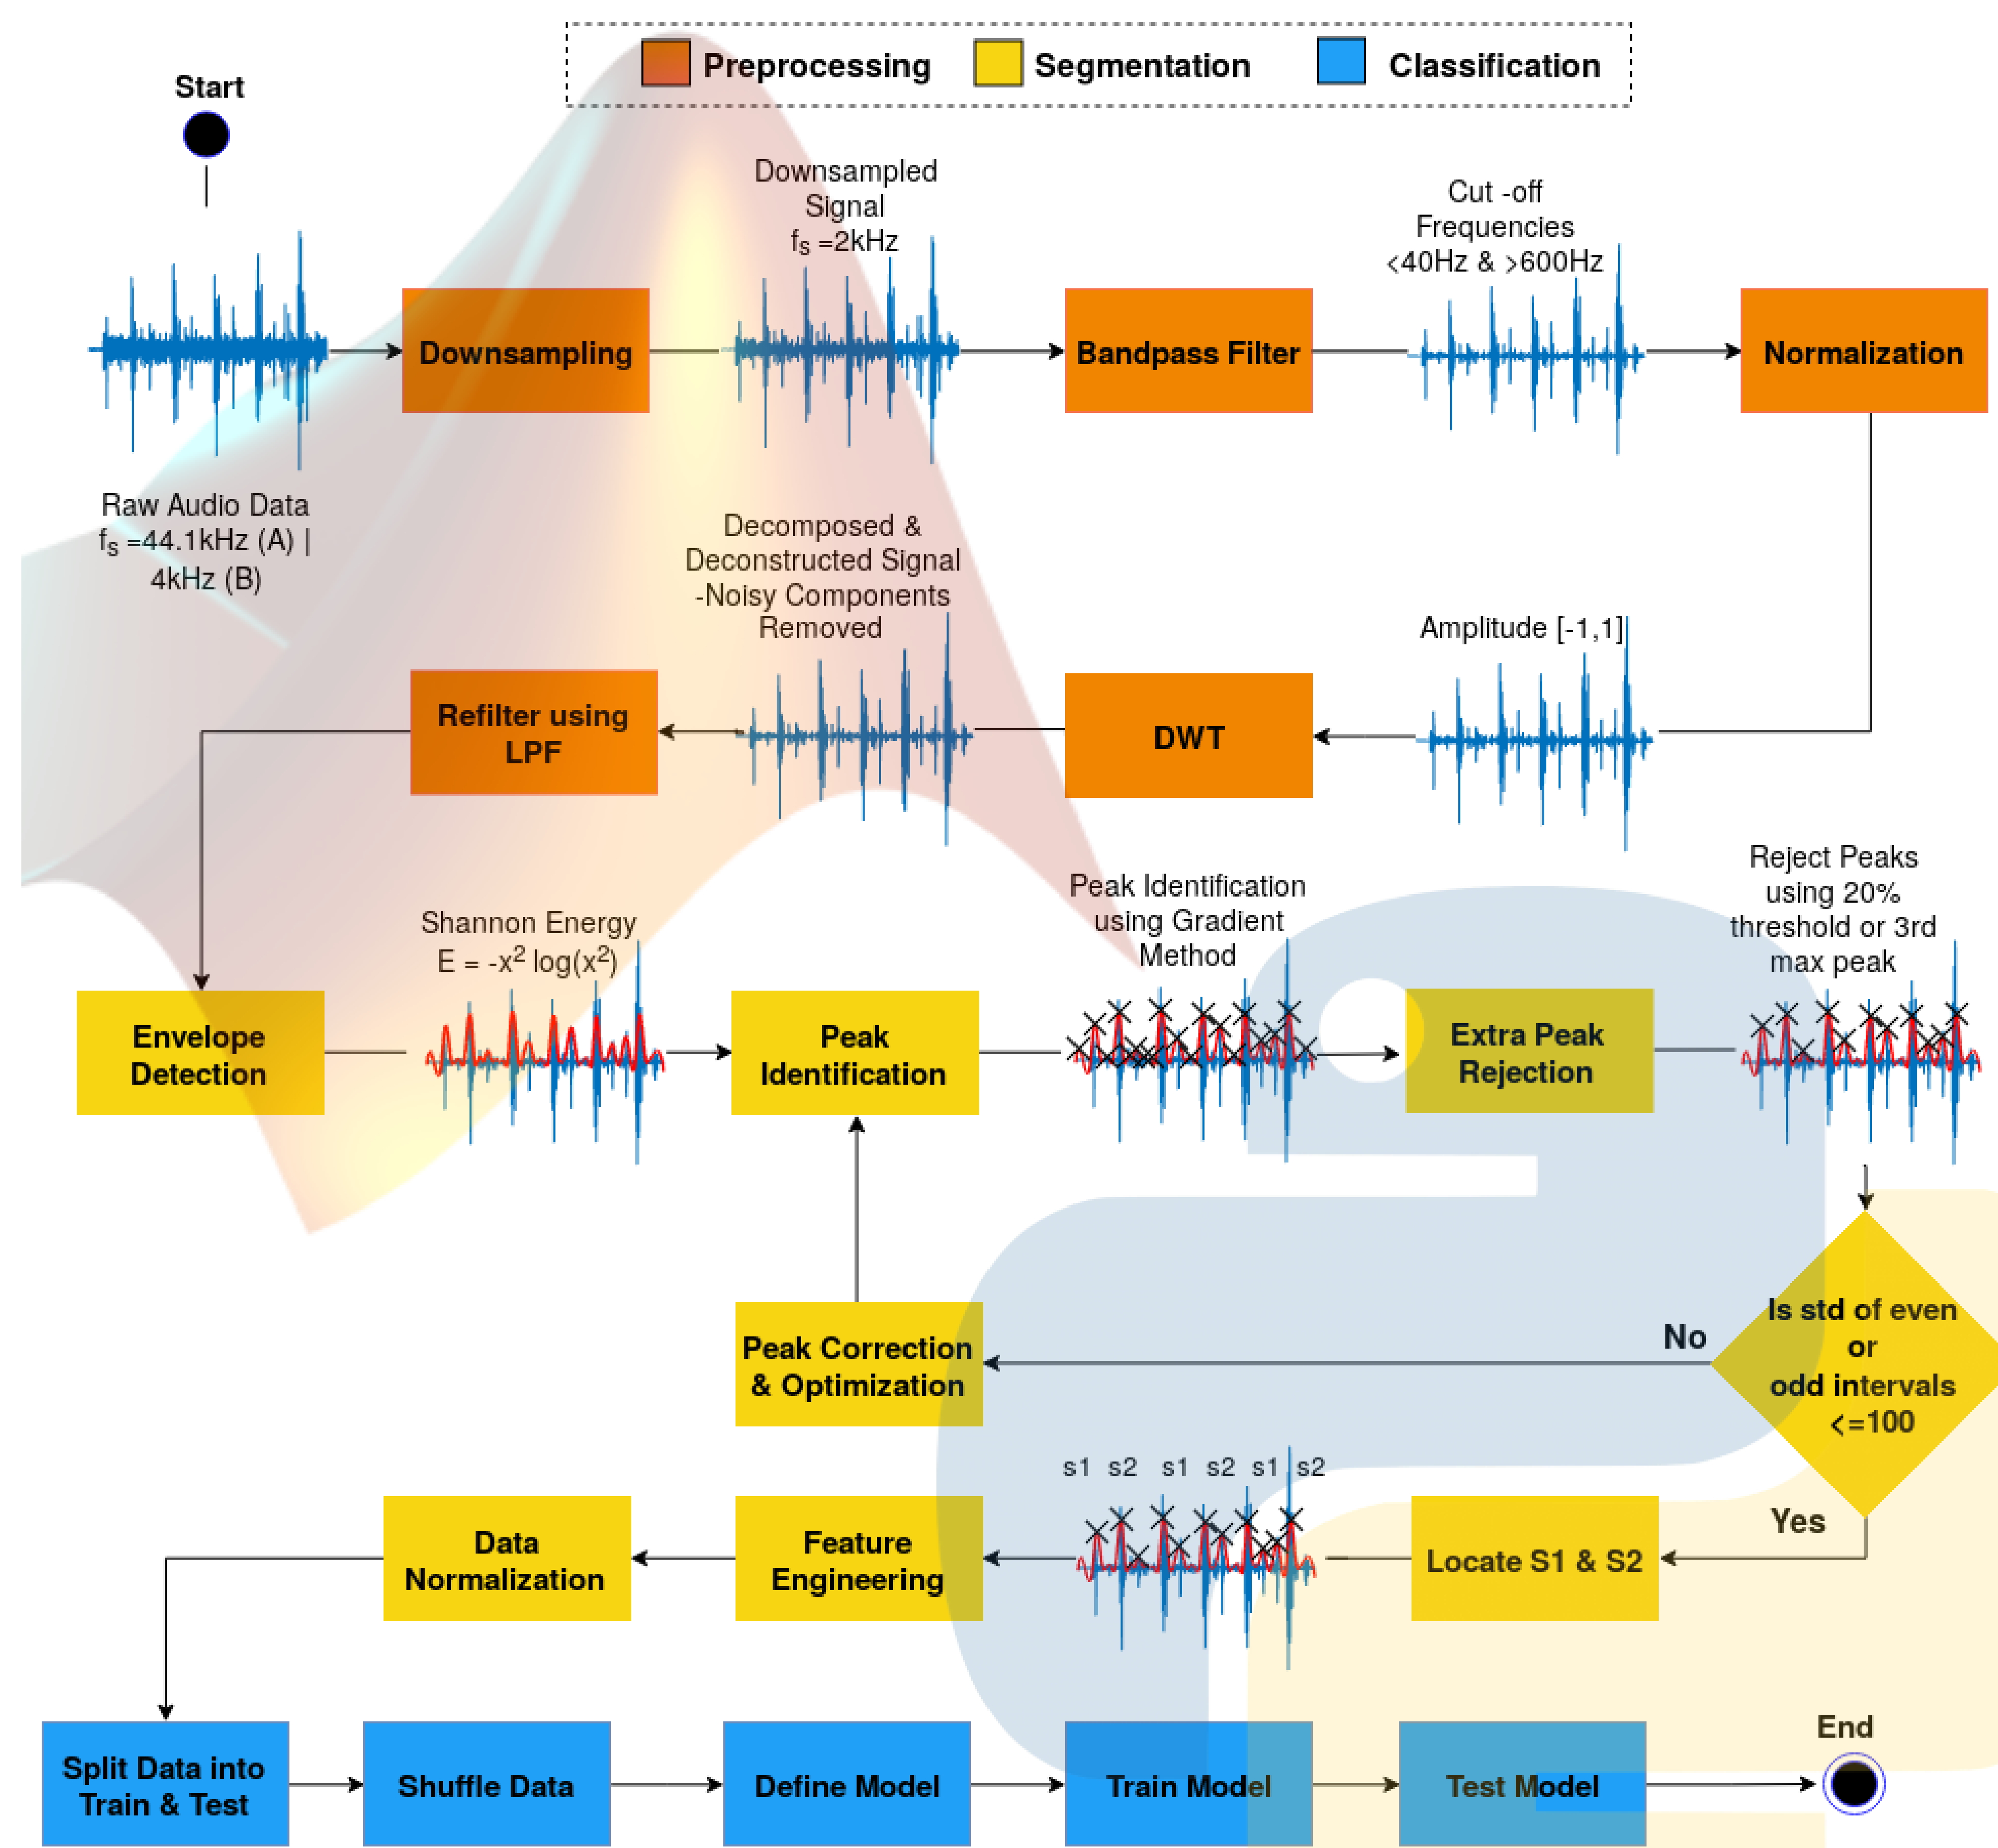 Preprocessing
Segmentation
Classification
Start
Downsampled
Signal
fs =2kHz
Cut -off
Frequencies
<40Hz & >600Hz
Downsampling
Bandpass Filter
Normalization
Raw Audio Data
fs =44.1kHz (A) |
4kHz (B)
Decomposed &
Deconstructed Signal
-Noisy Components
Removed
Amplitude [-1,1]
Refilter using
LPF
DWT
Shannon Energy
E = -x² log(x²)
Peak Identification
using Gradient
Method
Reject Peaks
using 20%
threshold or 3rd
max peak
Envelope
Detection
Peak
Identification
Extra Peak
Rejection
Is std of even
or
odd intervals
<=100
No
Peak Correction
& Optimization
Yes
s1 s2 s1 s2 s1 s2
Data
Normalization
Feature
Engineering
Locate S1 & S2
Split Data into
Train & Test
Shuffle Data
Define Model
Train Model
Test Model
End